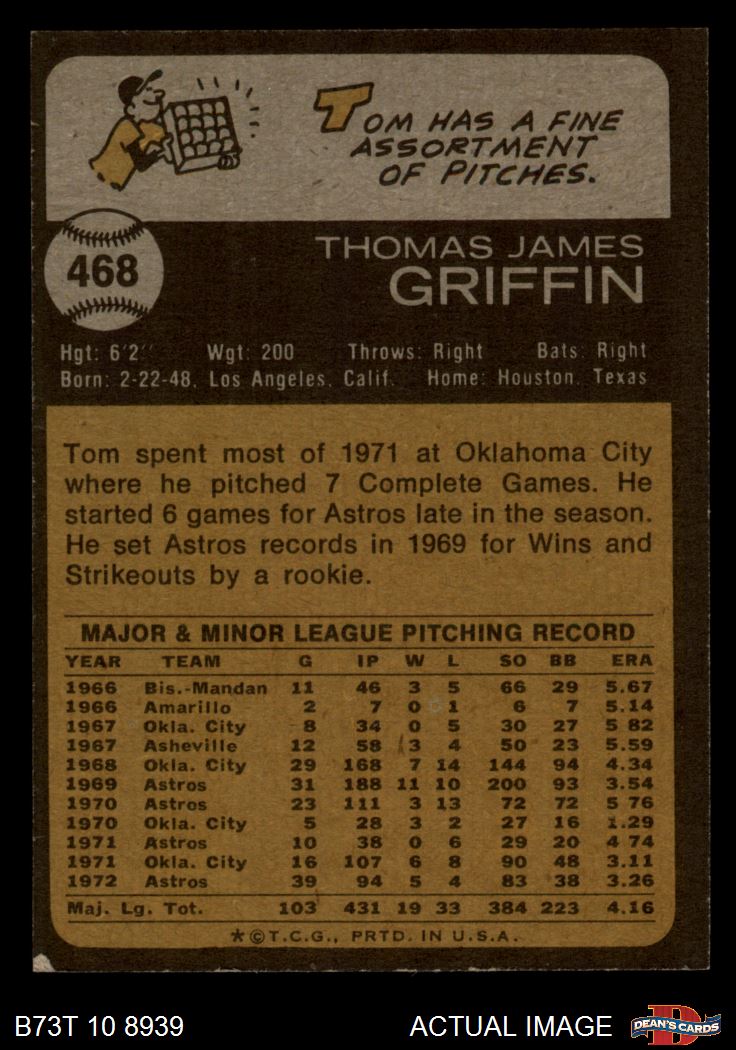 TOM HAS A FINE
ASSORTMENT
OF PITCHES.
468
THOMAS JAMES
GRIFFIN
Hgt: 6'2" Wgt: 200 Throws: Right Bats: Right
Born: 2-22-48, Los Angeles, Calif. Home: Houston, Texas
Tom spent most of 1971 at Oklahoma City
where he pitched 7 Complete Games. He
started 6 games for Astros late in the season.
He set Astros records in 1969 for Wins and
Strikeouts by a rookie.
MAJOR & MINOR LEAGUE PITCHING RECORD
YEAR TEAM G IP W L SO BB ERA
1966 Bis.-Mandan 11 46 3 5 66 29 5.67
1966 Amarillo 2 7 0 1 6 7 5.14
1967 Okla. City 8 34 0 5 30 27 5 82
1967 Asheville 12 58 3 4 50 23 5.59
1968 Okla. City 29 168 7 14 144 94 4.34
1969 Astros 31 188 11 10 200 93 3.54
1970 Astros 23 111 3 13 72 72 5 76
1970 Okla. City 5 28 3 2 27 16 1.29
1971 Astros 10 38 0 6 29 20 4 74
1971 Okla. City 16 107 6 8 90 48 3.11
1972 Astros 39 94 5 4 83 38 3.26
Maj. Lg. Tot. 103 431 19 33 384 223 4.16
*©T.C.G., PRTD. IN U.S.A.
B73T 10 8939 ACTUAL IMAGE DEAN'S CARDS